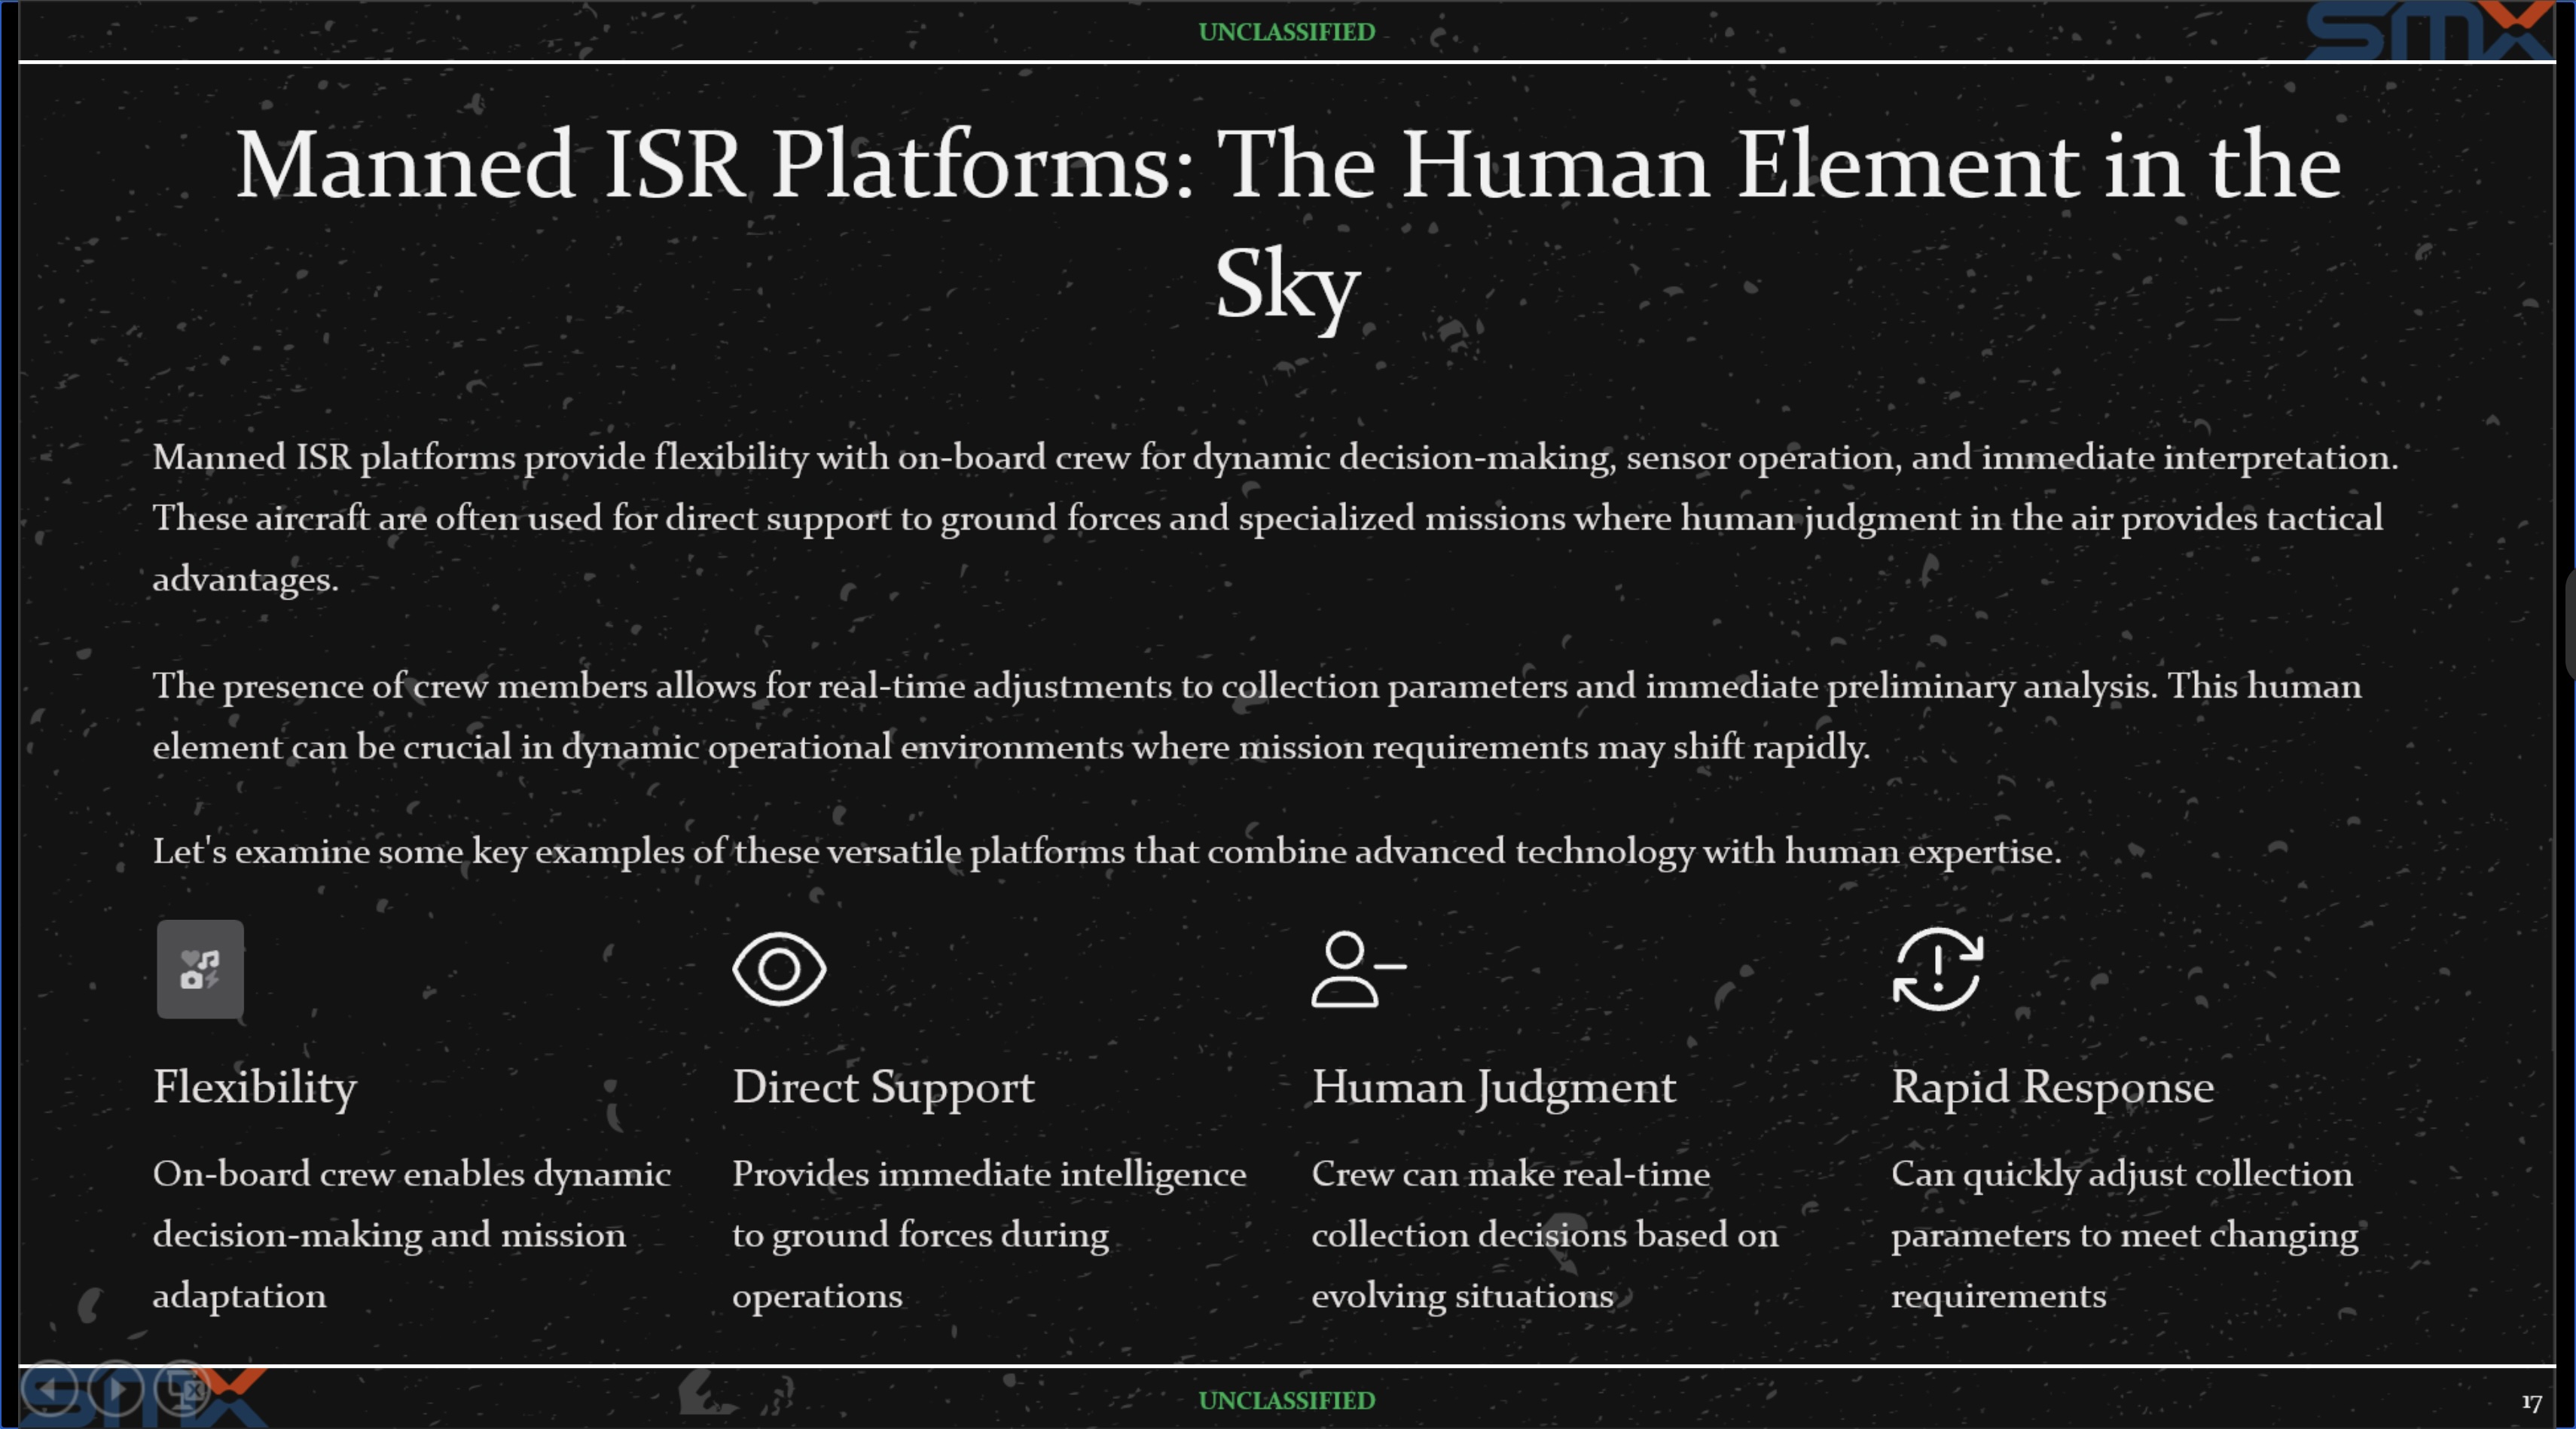 UNCLASSIFIED
SMX
Manned ISR Platforms: The Human Element in the
Sky
Manned ISR platforms provide flexibility with on-board crew for dynamic decision-making, sensor operation, and immediate interpretation.
These aircraft are often used for direct support to ground forces and specialized missions where human judgment in the air provides tactical
advantages.
The presence of crew members allows for real-time adjustments to collection parameters and immediate preliminary analysis. This human
element can be crucial in dynamic operational environments where mission requirements may shift rapidly.
Let's examine some key examples of these versatile platforms that combine advanced technology with human expertise.
Flexibility
On-board crew enables dynamic
decision-making and mission
adaptation
Direct Support
Provides immediate intelligence
to ground forces during
operations
Human Judgment
Crew can make real-time
collection decisions based on
evolving situations
Rapid Response
Can quickly adjust collection
parameters to meet changing
requirements
SMX
UNCLASSIFIED
17